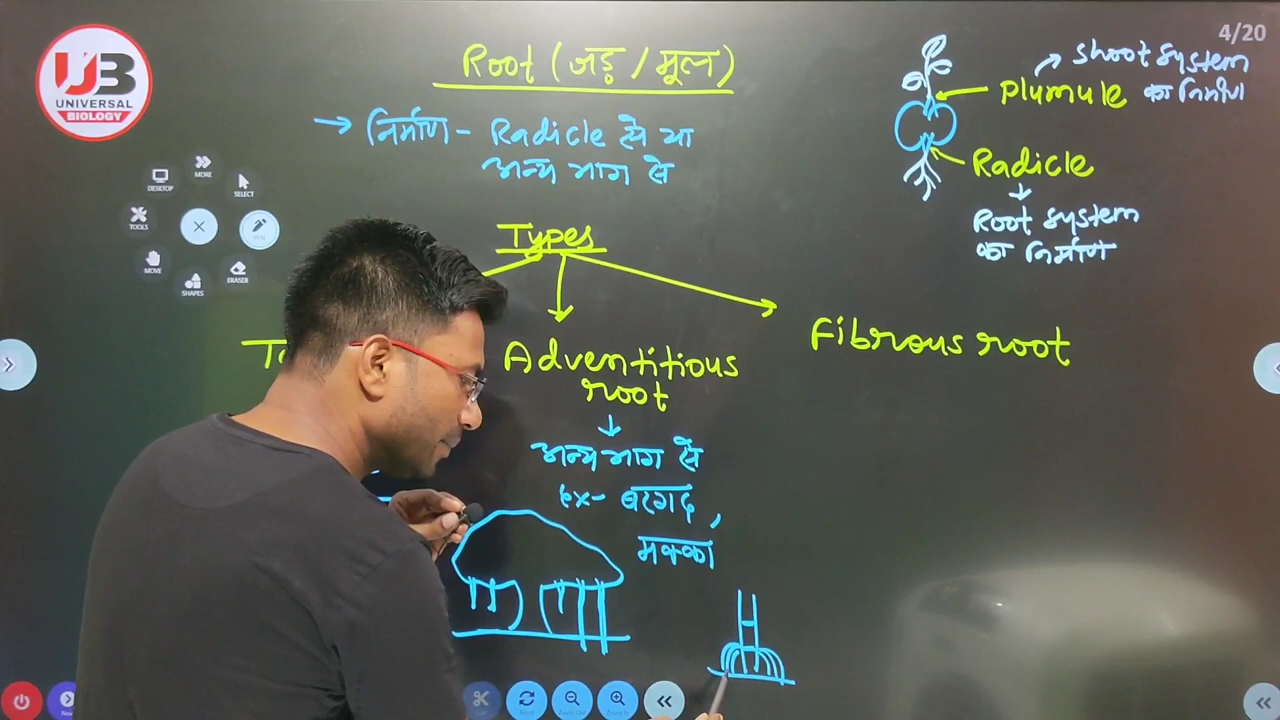 4/20
UB
UNIVERSAL
BIOLOGY
Root (जड़ / मूल)
→ निर्माण - Radicle से या
अन्य भाग से
shoot system
Plumule का निर्माण
Radicle
Root system
का निर्माण
MORE
DESKTOP
SELECT
TOOLS
MOVE
ERASER
SHAPES
Types
Adventitious
root
Fibrous root
अन्य भाग से
ex- बरगद,
मक्का